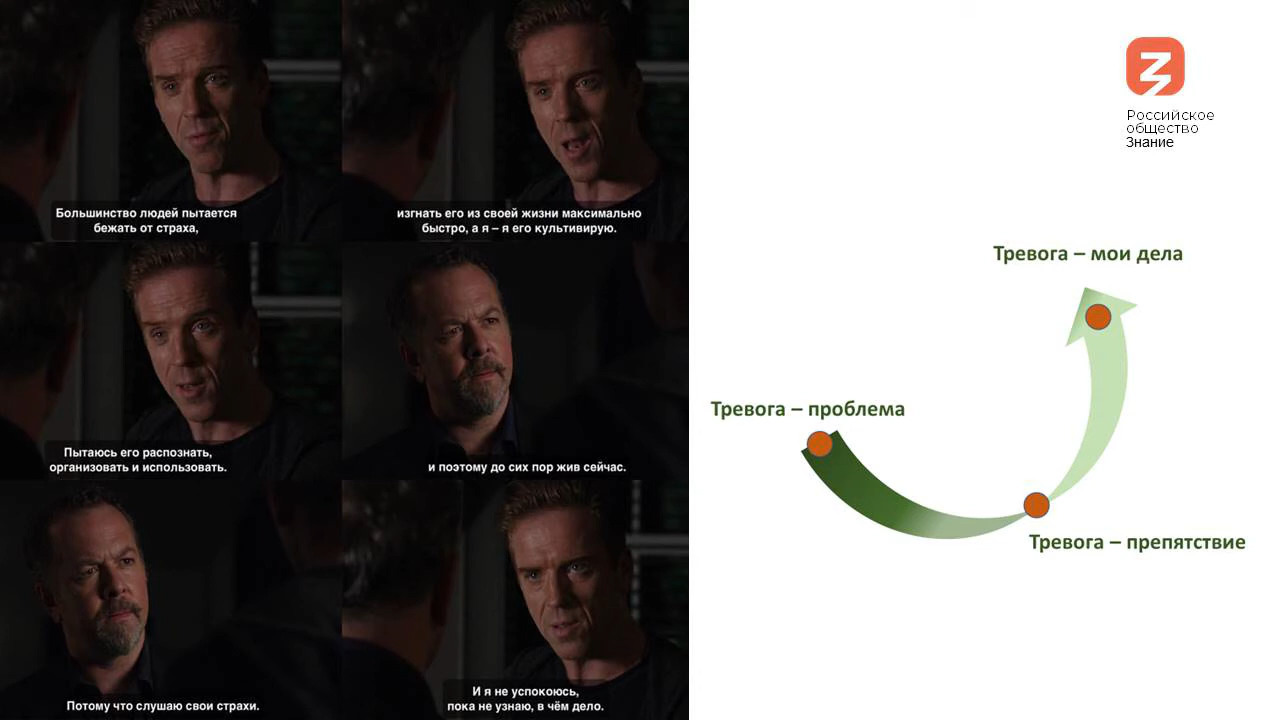 Большинство людей пытается
бежать от страха,
изгнать его из своей жизни максимально
быстро, а я – я его культивирую.
Пытаюсь его распознать,
организовать и использовать.
и поэтому до сих пор жив сейчас.
Потому что слушаю свои страхи.
И я не успокоюсь,
пока не узнаю, в чём дело.
Российское
общество
Знание
Тревога – мои дела
Тревога – проблема
Тревога – препятствие